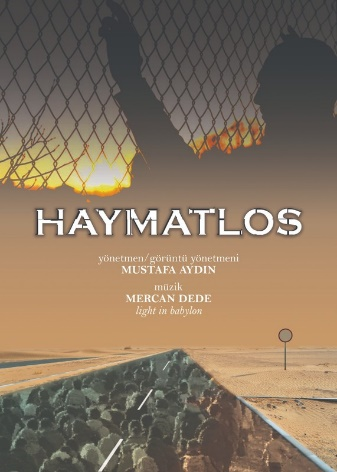 HAYMATLOS
yönetmen/görüntü yönetmeni
MUSTAFA AYDIN
müzik
MERCAN DEDE
light in babylon